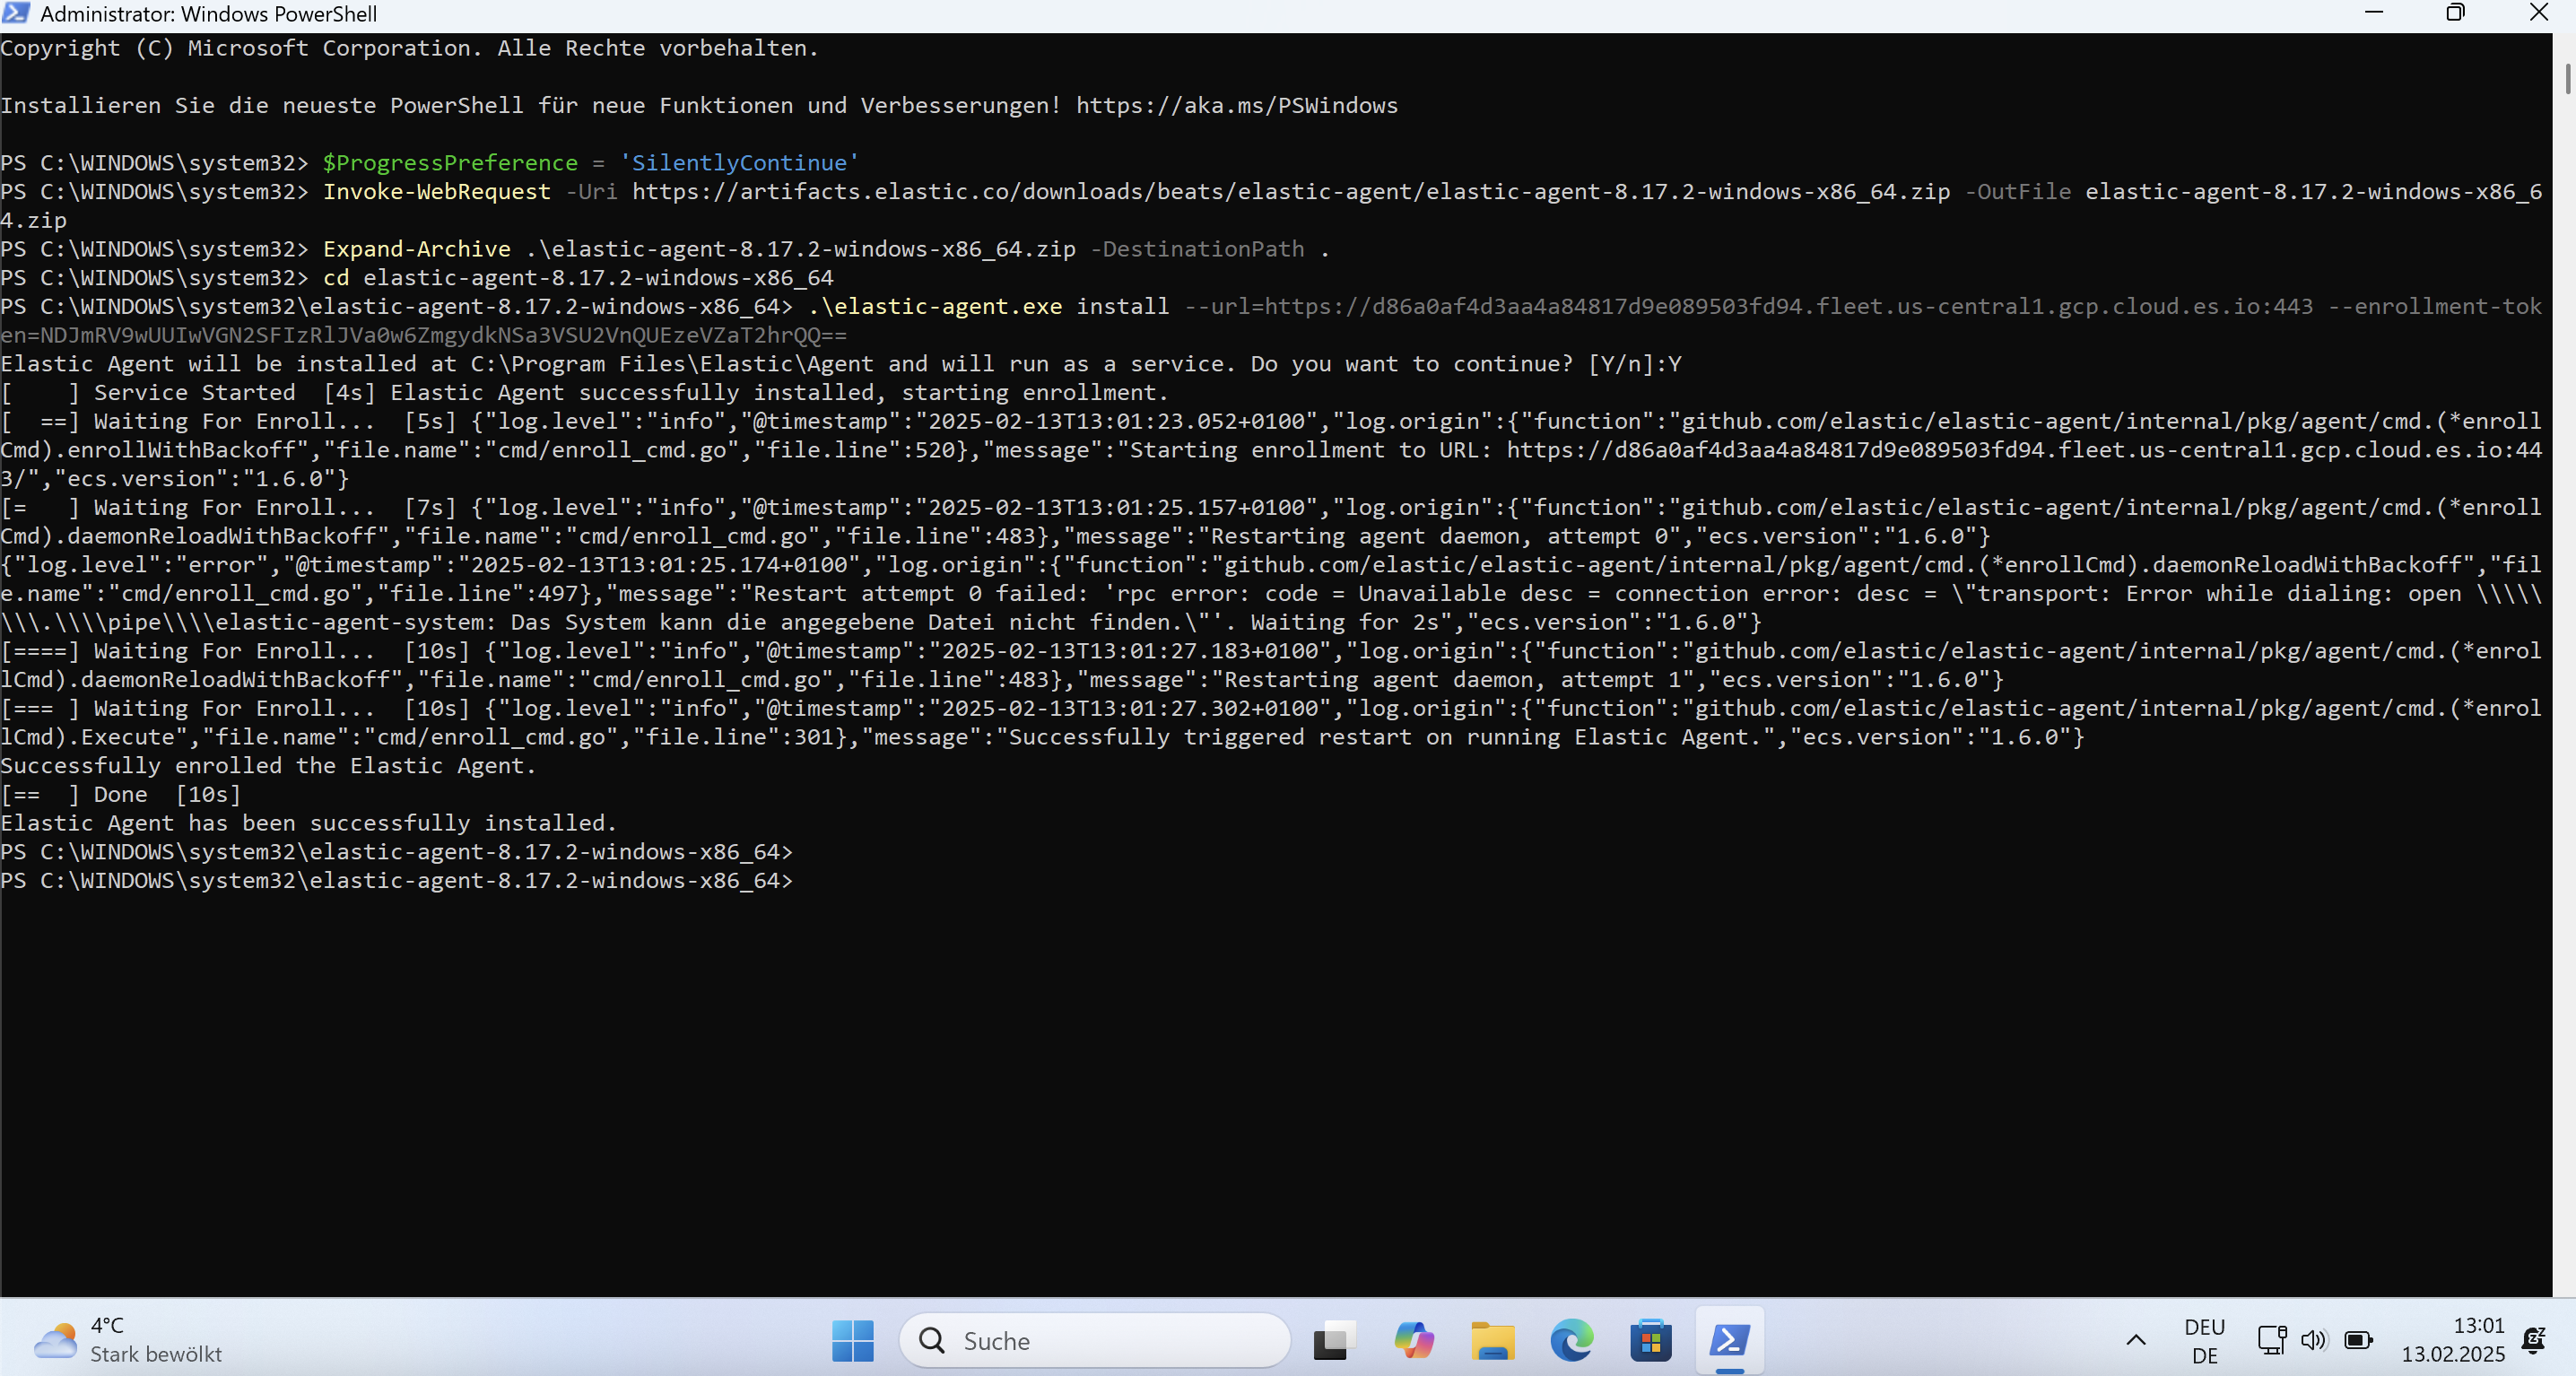 Administrator: Windows PowerShell
Copyright (C) Microsoft Corporation. Alle Rechte vorbehalten.
Installieren Sie die neueste PowerShell für neue Funktionen und Verbesserungen! https://aka.ms/PSWindows
PS C:\WINDOWS\system32> $ProgressPreference = 'SilentlyContinue'
PS C:\WINDOWS\system32> Invoke-WebRequest -Uri https://artifacts.elastic.co/downloads/beats/elastic-agent/elastic-agent-8.17.2-windows-x86_64.zip -OutFile elastic-agent-8.17.2-windows-x86_6
4.zip
PS C:\WINDOWS\system32> Expand-Archive .\elastic-agent-8.17.2-windows-x86_64.zip -DestinationPath .
PS C:\WINDOWS\system32> cd elastic-agent-8.17.2-windows-x86_64
PS C:\WINDOWS\system32\elastic-agent-8.17.2-windows-x86_64> .\elastic-agent.exe install --url=https://d86a0af4d3aa4a84817d9e089503fd94.fleet.us-central1.gcp.cloud.es.io:443 --enrollment-tok
en=NDJmRV9wUUIwVGN2SFIzRlJVa0w6ZmgydkNSa3VSU2VnQUEzeVZaT2hrQQ==
Elastic Agent will be installed at C:\Program Files\Elastic\Agent and will run as a service. Do you want to continue? [Y/n]:Y
[    ] Service Started  [4s] Elastic Agent successfully installed, starting enrollment.
[  ==] Waiting For Enroll...  [5s] {"log.level":"info","@timestamp":"2025-02-13T13:01:23.052+0100","log.origin":{"function":"github.com/elastic/elastic-agent/internal/pkg/agent/cmd.(*enroll
Cmd).enrollWithBackoff","file.name":"cmd/enroll_cmd.go","file.line":520},"message":"Starting enrollment to URL: https://d86a0af4d3aa4a84817d9e089503fd94.fleet.us-central1.gcp.cloud.es.io:44
3/","ecs.version":"1.6.0"}
[=   ] Waiting For Enroll...  [7s] {"log.level":"info","@timestamp":"2025-02-13T13:01:25.157+0100","log.origin":{"function":"github.com/elastic/elastic-agent/internal/pkg/agent/cmd.(*enroll
Cmd).daemonReloadWithBackoff","file.name":"cmd/enroll_cmd.go","file.line":483},"message":"Restarting agent daemon, attempt 0","ecs.version":"1.6.0"}
{"log.level":"error","@timestamp":"2025-02-13T13:01:25.174+0100","log.origin":{"function":"github.com/elastic/elastic-agent/internal/pkg/agent/cmd.(*enrollCmd).daemonReloadWithBackoff","fil
e.name":"cmd/enroll_cmd.go","file.line":497},"message":"Restart attempt 0 failed: 'rpc error: code = Unavailable desc = connection error: desc = \"transport: Error while dialing: open \\\\\
\\\.\\\\pipe\\\\elastic-agent-system: Das System kann die angegebene Datei nicht finden.\"'. Waiting for 2s","ecs.version":"1.6.0"}
[====] Waiting For Enroll...  [10s] {"log.level":"info","@timestamp":"2025-02-13T13:01:27.183+0100","log.origin":{"function":"github.com/elastic/elastic-agent/internal/pkg/agent/cmd.(*enrol
lCmd).daemonReloadWithBackoff","file.name":"cmd/enroll_cmd.go","file.line":483},"message":"Restarting agent daemon, attempt 1","ecs.version":"1.6.0"}
[=== ] Waiting For Enroll...  [10s] {"log.level":"info","@timestamp":"2025-02-13T13:01:27.302+0100","log.origin":{"function":"github.com/elastic/elastic-agent/internal/pkg/agent/cmd.(*enrol
lCmd).Execute","file.name":"cmd/enroll_cmd.go","file.line":301},"message":"Successfully triggered restart on running Elastic Agent.","ecs.version":"1.6.0"}
Successfully enrolled the Elastic Agent.
[==  ] Done  [10s]
Elastic Agent has been successfully installed.
PS C:\WINDOWS\system32\elastic-agent-8.17.2-windows-x86_64>
PS C:\WINDOWS\system32\elastic-agent-8.17.2-windows-x86_64>
4°C
Stark bewölkt
Suche
DEU
DE
13:01
13.02.2025